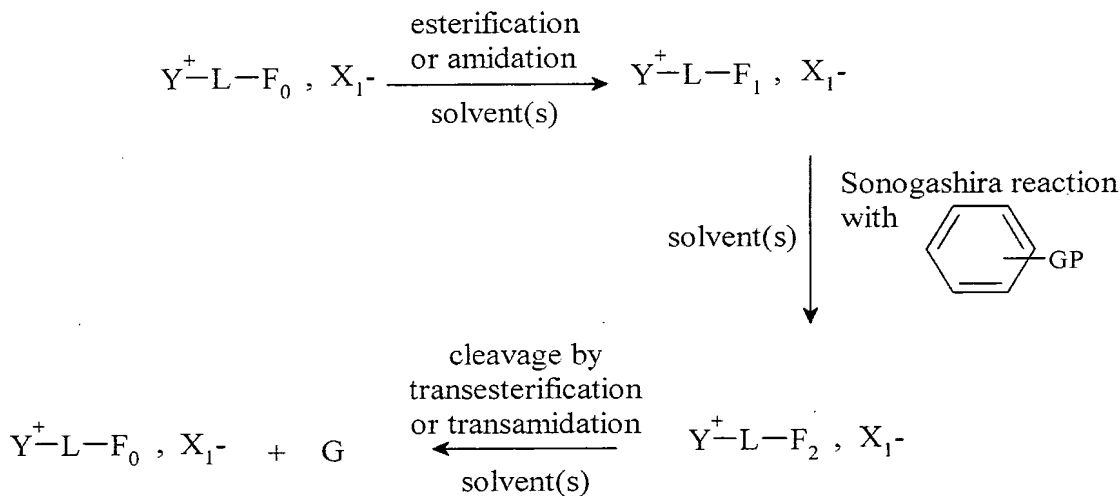 esterification
or amidation
Y⁺-L-F₀ , X₁-
solvent(s)
Y⁺-L-F₁ , X₁-
Sonogashira reaction
with
solvent(s)
GP
cleavage by
transesterification
or transamidation
Y⁺-L-F₀ , X₁- + G
solvent(s)
Y⁺-L-F₂ , X₁-